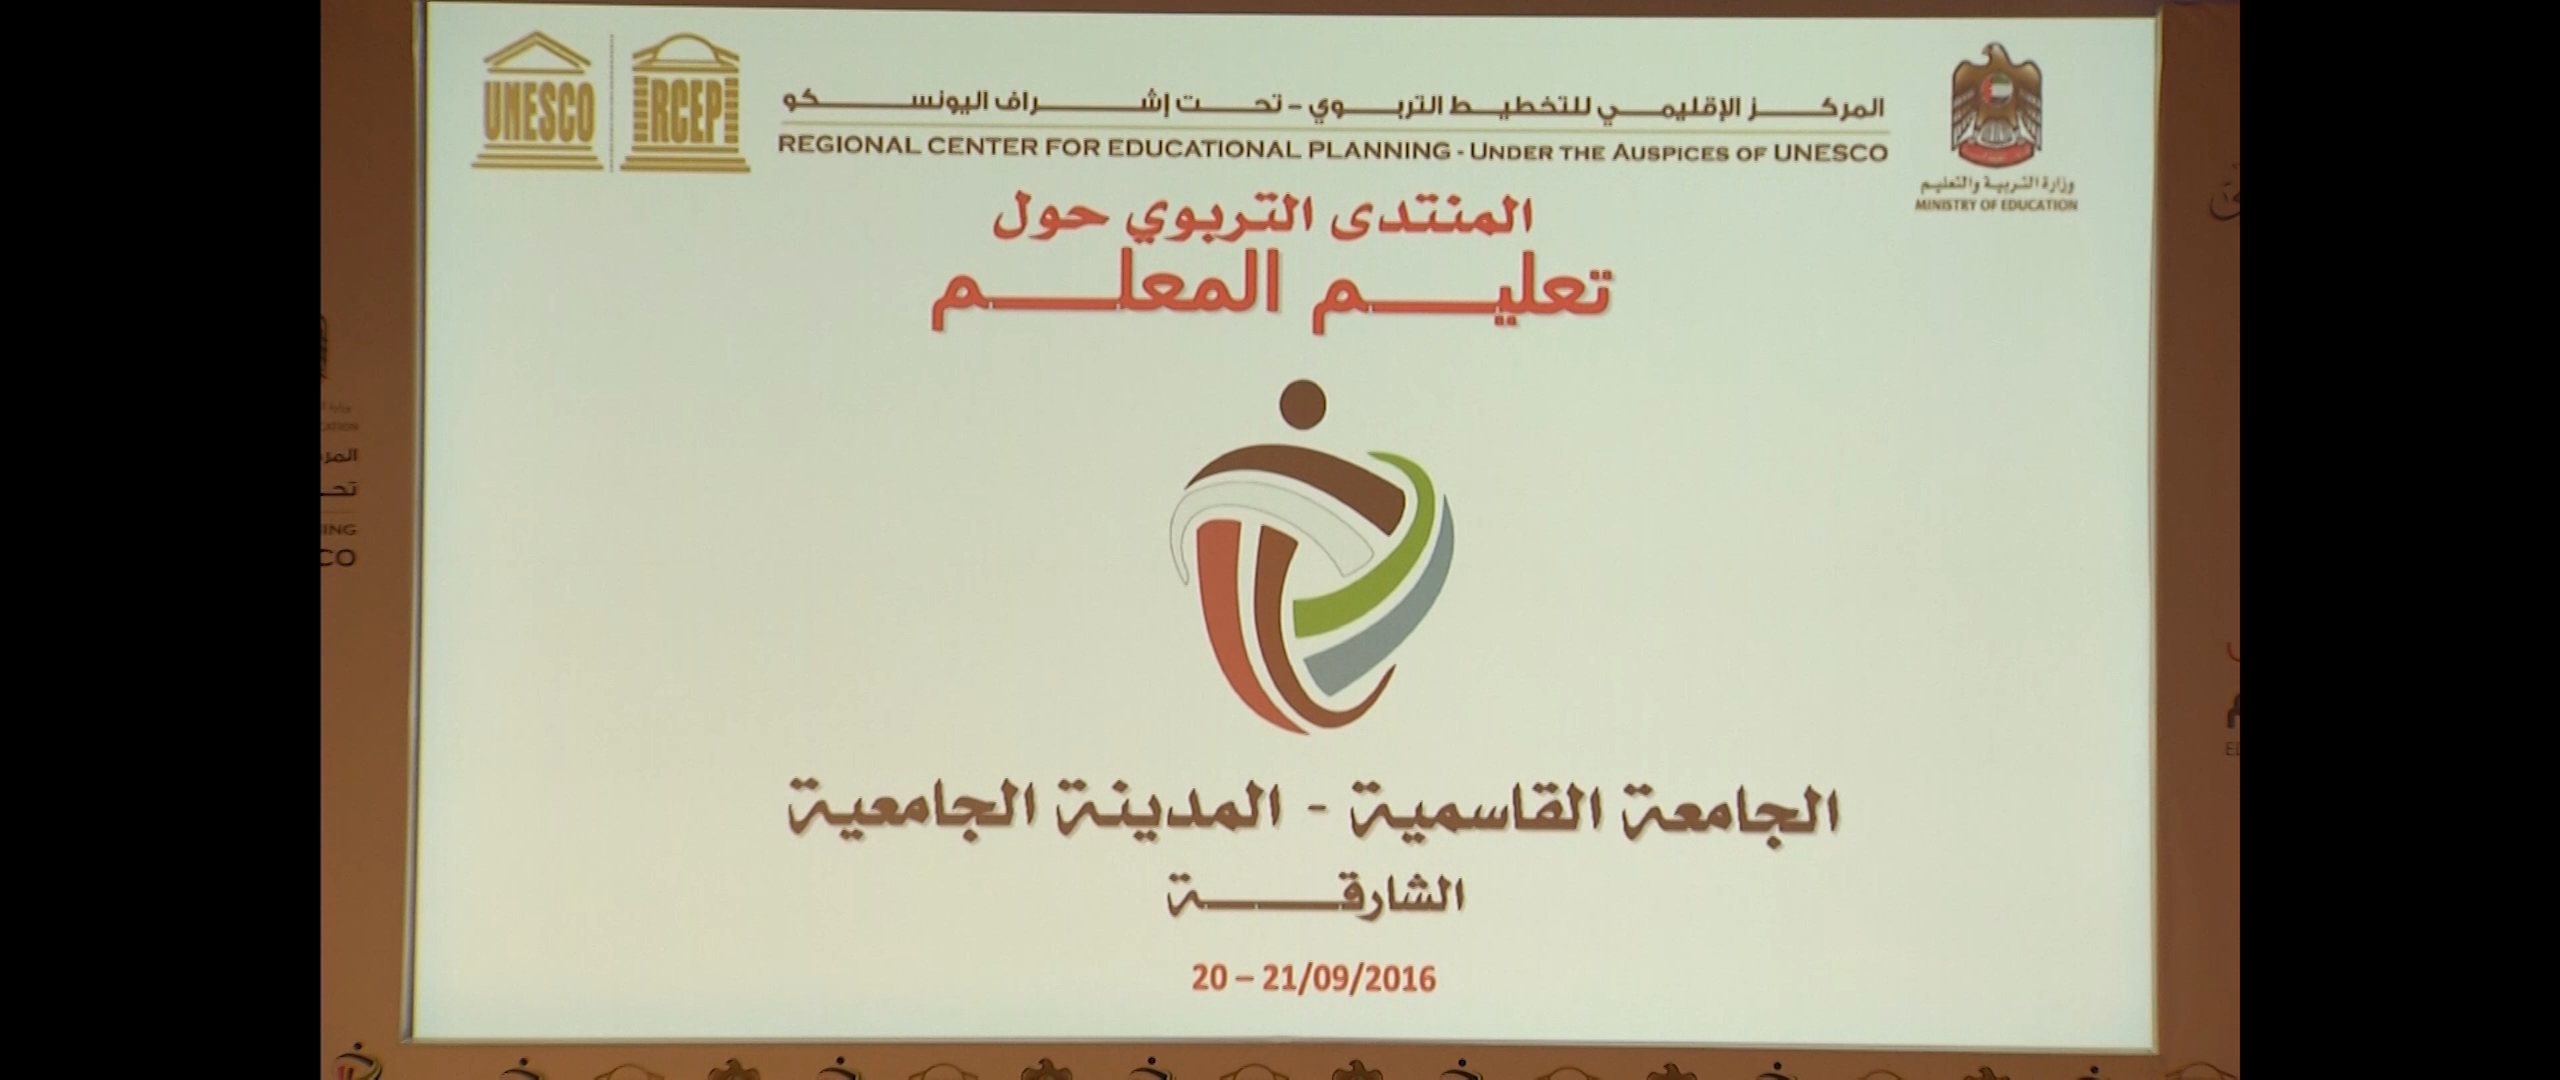 UNESCO
RCEP
المركز الإقليمي للتخطيط التربوي - تحت إشراف اليونسكو
REGIONAL CENTER FOR EDUCATIONAL PLANNING - UNDER THE AUSPICES OF UNESCO
وزارة التربية والتعليم
MINISTRY OF EDUCATION
المنتدى التربوي حول
تعليم المعلم
الجامعة القاسمية - المدينة الجامعية
الشارقة
20 – 21/09/2016